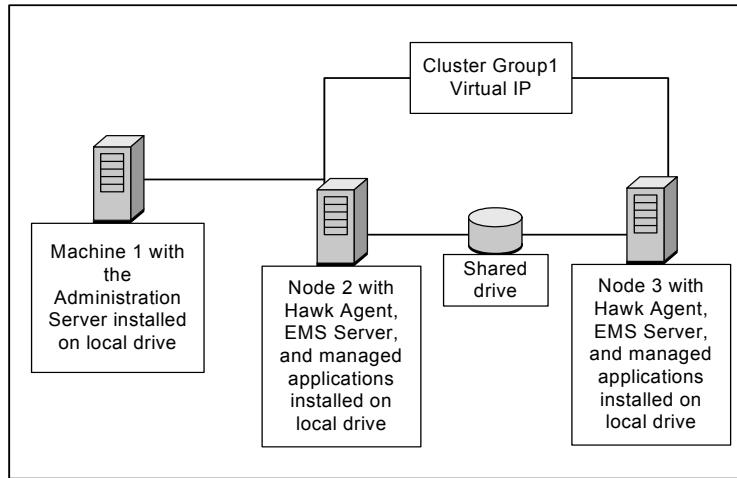 Cluster Group1
Virtual IP
Machine 1 with
the
Administration
Server installed
on local drive
Node 2 with
Hawk Agent,
EMS Server,
and managed
applications
installed on
local drive
Shared
drive
Node 3 with
Hawk Agent,
EMS Server,
and managed
applications
installed on
local drive